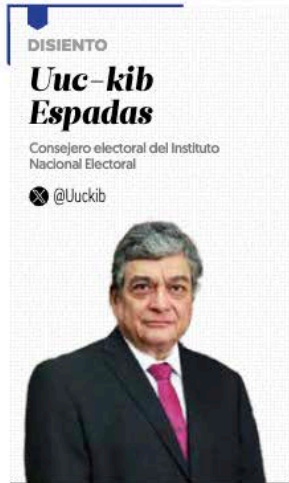 DISIENTO
Uuc-kib
Espadas
Consejero electoral del Instituto
Nacional Electoral
@Uuckib